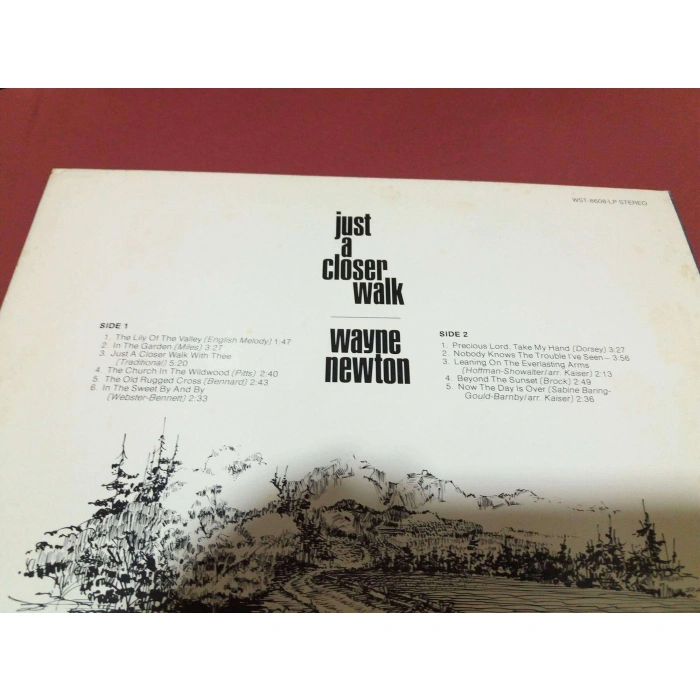 WST-8608-LP STEREO
just
a
closer
walk
wayne
newton
SIDE 1
1. The Lily Of The Valley (English Melody) 1:47
2. In The Garden (Miles) 3:27
3. Just A Closer Walk With Thee
(Traditional) 5:20
4. The Church In The Wildwood (Pitts) 2:40
5. The Old Rugged Cross (Bennard) 2:43
6. In The Sweet By And By
(Webster-Bennett) 2:33
SIDE 2
1. Precious Lord, Take My Hand (Dorsey) 3:27
2. Nobody Knows The Trouble I've Seen – 3:56
3. Leaning On The Everlasting Arms
(Hoffman-Showalter/arr. Kaiser) 2:13
4. Beyond The Sunset (Brock) 2:49
5. Now The Day Is Over (Sabine Baring-
Gould-Barnby/arr. Kaiser) 2:36